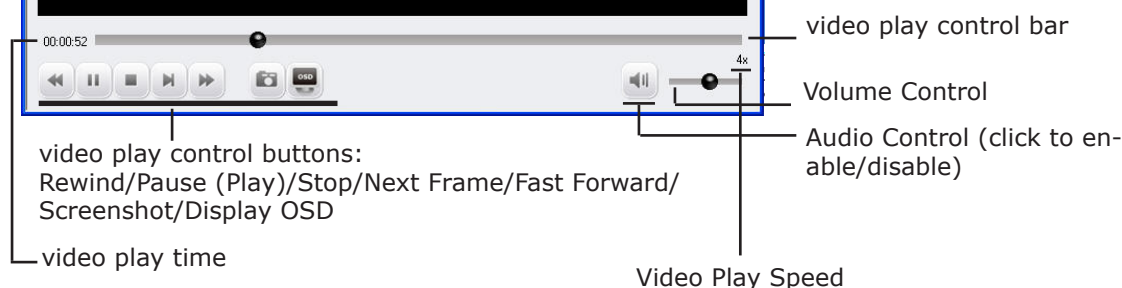 video play control bar
00:00:52
4x
OSD
Volume Control
Audio Control (click to en-
able/disable)
video play control buttons:
Rewind/Pause (Play)/Stop/Next Frame/Fast Forward/
Screenshot/Display OSD
video play time
Video Play Speed